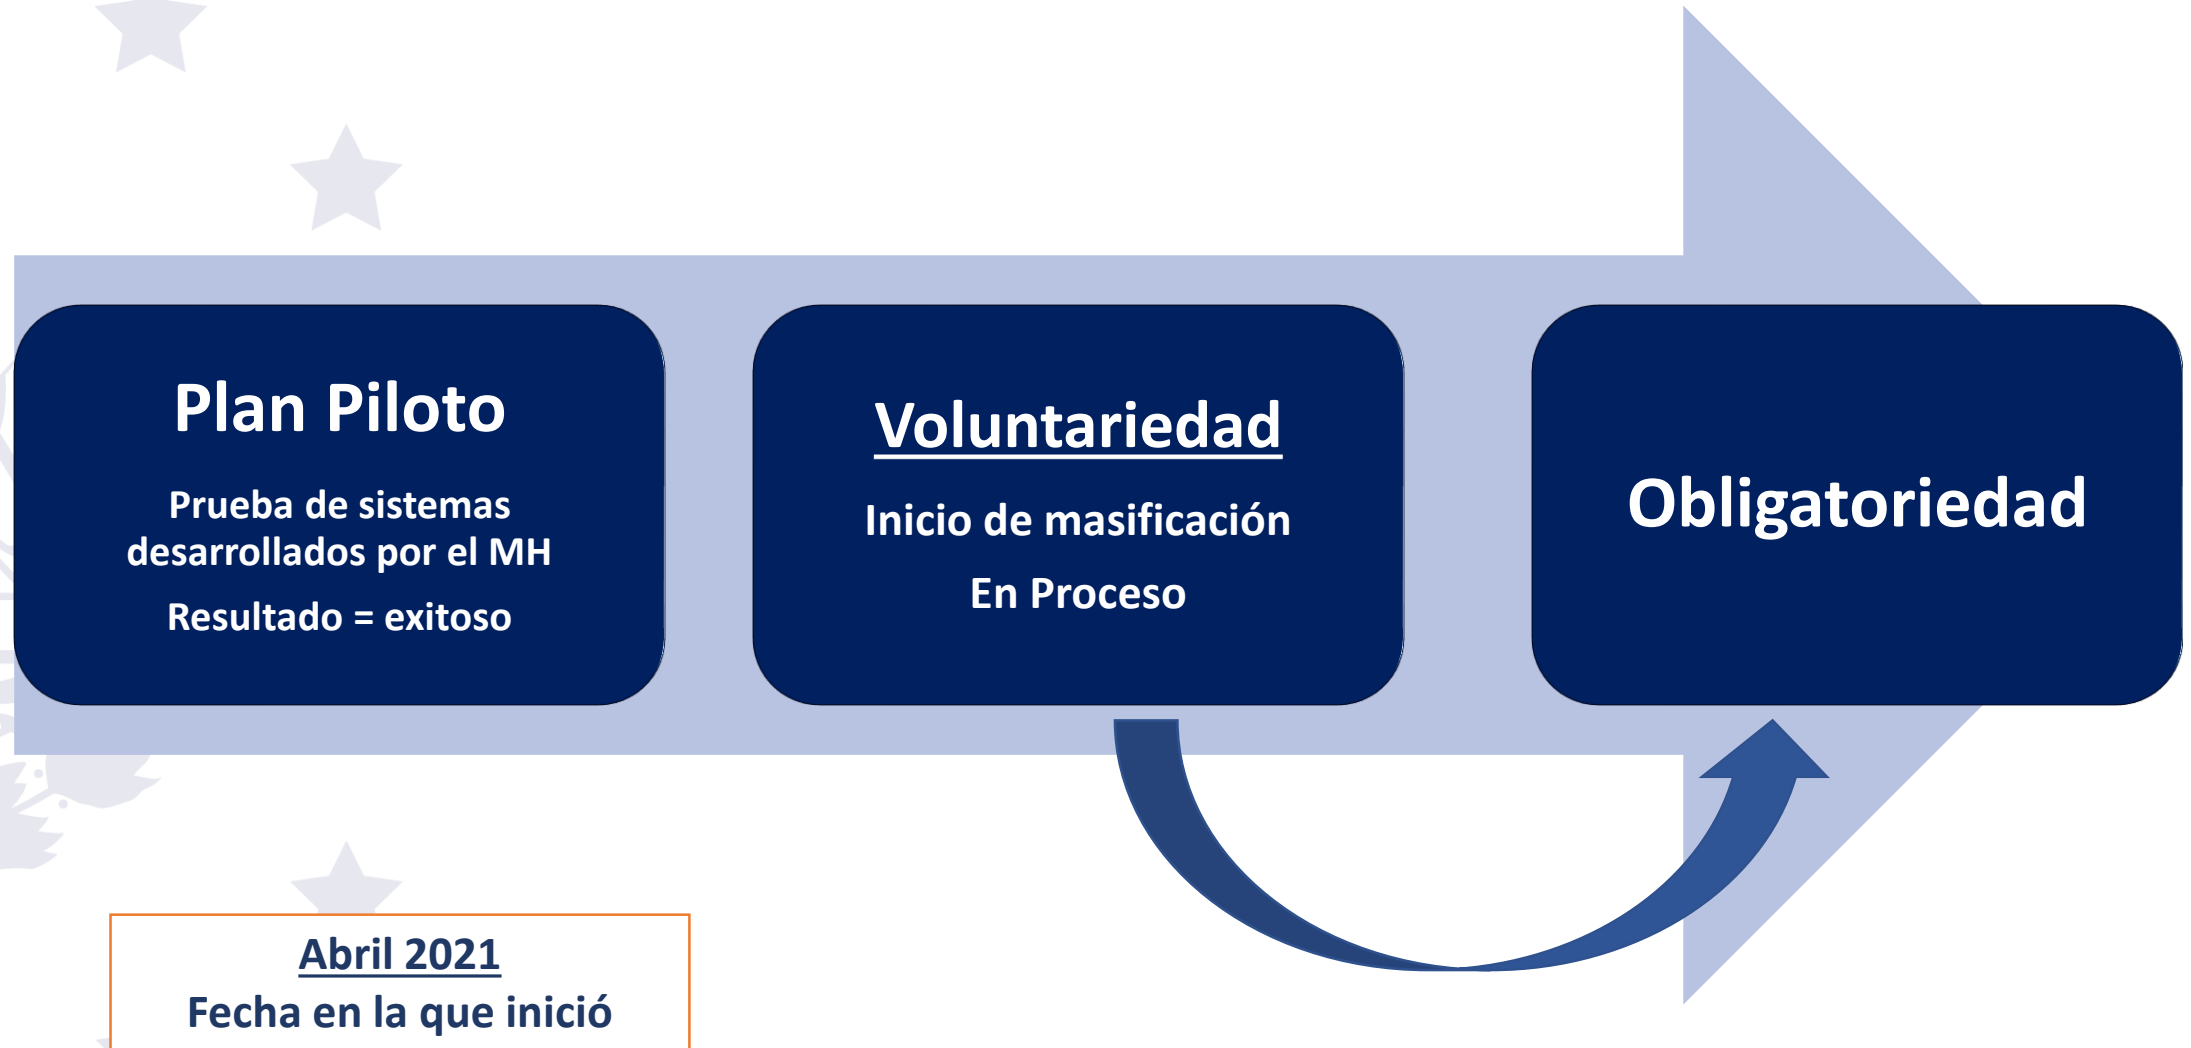 Plan Piloto
Prueba de sistemas
desarrollados por el MH
Resultado = exitoso
Voluntariedad
Inicio de masificación
En Proceso
Obligatoriedad
Abril 2021
Fecha en la que inició